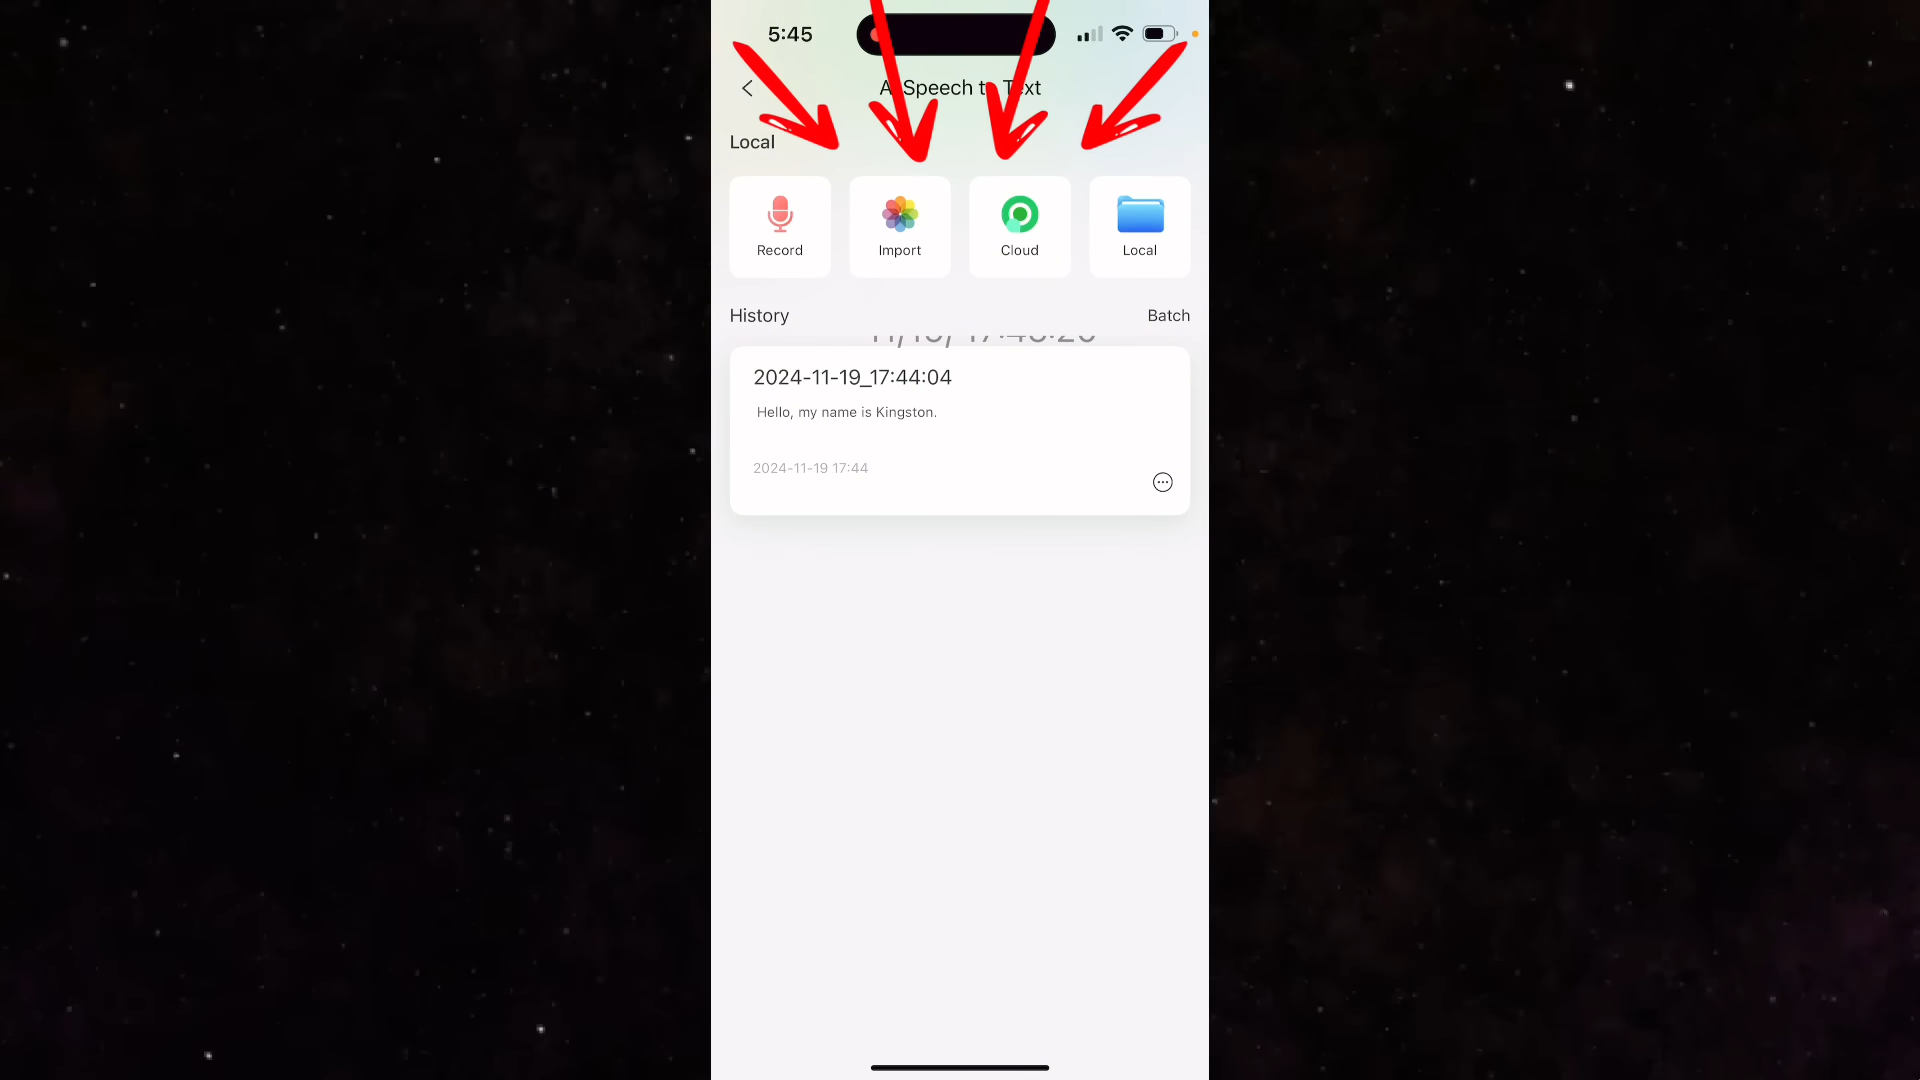 5:45
AI Speech to Text
Local
Record
Import
Cloud
Local
History
Batch
2024-11-19_17:44:04
Hello, my name is Kingston.
2024-11-19 17:44